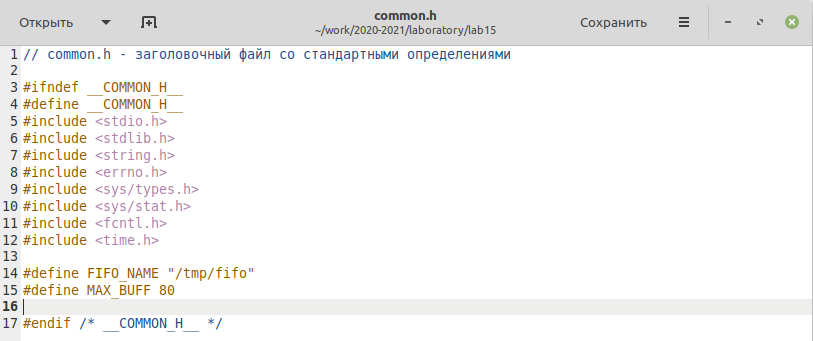 Открыть
common.h
~/work/2020-2021/laboratory/lab15
Сохранить
1 // common.h - заголовочный файл со стандартными определениями
2
3 #ifndef __COMMON_H__
4 #define __COMMON_H__
5 #include <stdio.h>
6 #include <stdlib.h>
7 #include <string.h>
8 #include <errno.h>
9 #include <sys/types.h>
10 #include <sys/stat.h>
11 #include <fcntl.h>
12 #include <time.h>
13
14 #define FIFO_NAME "/tmp/fifo"
15 #define MAX_BUFF 80
16
17 #endif /* __COMMON_H__ */